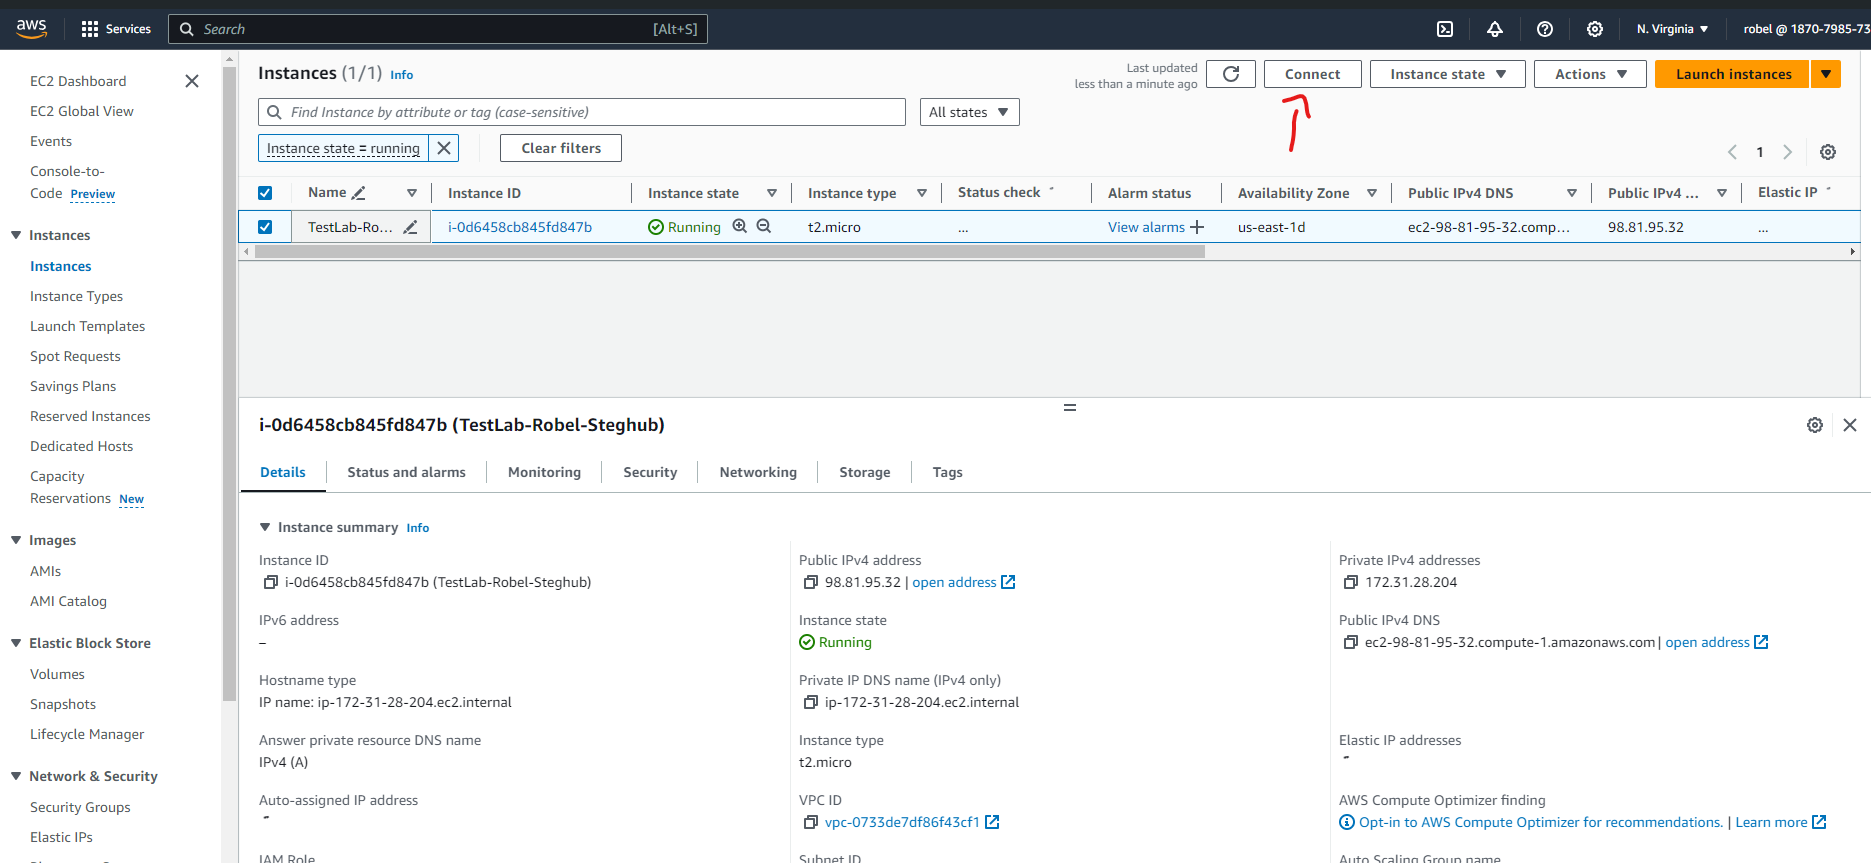 aws
Services
Search
[Alt+S]
N. Virginia
robel @ 1870-7985-73
EC2 Dashboard
EC2 Global View
Events
Console-to-
Code Preview
Instances
Instances
Instance Types
Launch Templates
Spot Requests
Savings Plans
Reserved Instances
Dedicated Hosts
Capacity
Reservations New
Images
AMIs
AMI Catalog
Elastic Block Store
Volumes
Snapshots
Lifecycle Manager
Network & Security
Security Groups
Elastic IPs
Instances (1/1) Info
Last updated
less than a minute ago
Connect
Instance state
Actions
Launch instances
Find Instance by attribute or tag (case-sensitive)
All states
Instance state = running
Clear filters
1
Name
Instance ID
Instance state
Instance type
Status check
Alarm status
Availability Zone
Public IPv4 DNS
Public IPv4 ...
Elastic IP
TestLab-Ro...
i-0d6458cb845fd847b
Running
t2.micro
...
View alarms
us-east-1d
ec2-98-81-95-32.comp...
98.81.95.32
...
i-0d6458cb845fd847b (TestLab-Robel-Steghub)
Details
Status and alarms
Monitoring
Security
Networking
Storage
Tags
Instance summary Info
Instance ID
i-0d6458cb845fd847b (TestLab-Robel-Steghub)
Public IPv4 address
98.81.95.32 | open address
Private IPv4 addresses
172.31.28.204
IPv6 address
–
Instance state
Running
Public IPv4 DNS
ec2-98-81-95-32.compute-1.amazonaws.com | open address
Hostname type
IP name: ip-172-31-28-204.ec2.internal
Private IP DNS name (IPv4 only)
ip-172-31-28-204.ec2.internal
Answer private resource DNS name
IPv4 (A)
Instance type
t2.micro
Elastic IP addresses
-
Auto-assigned IP address
-
VPC ID
vpc-0733de7df86f43cf1
AWS Compute Optimizer finding
Opt-in to AWS Compute Optimizer for recommendations. | Learn more
IAM Role
Subnet ID
Auto Scaling Group name